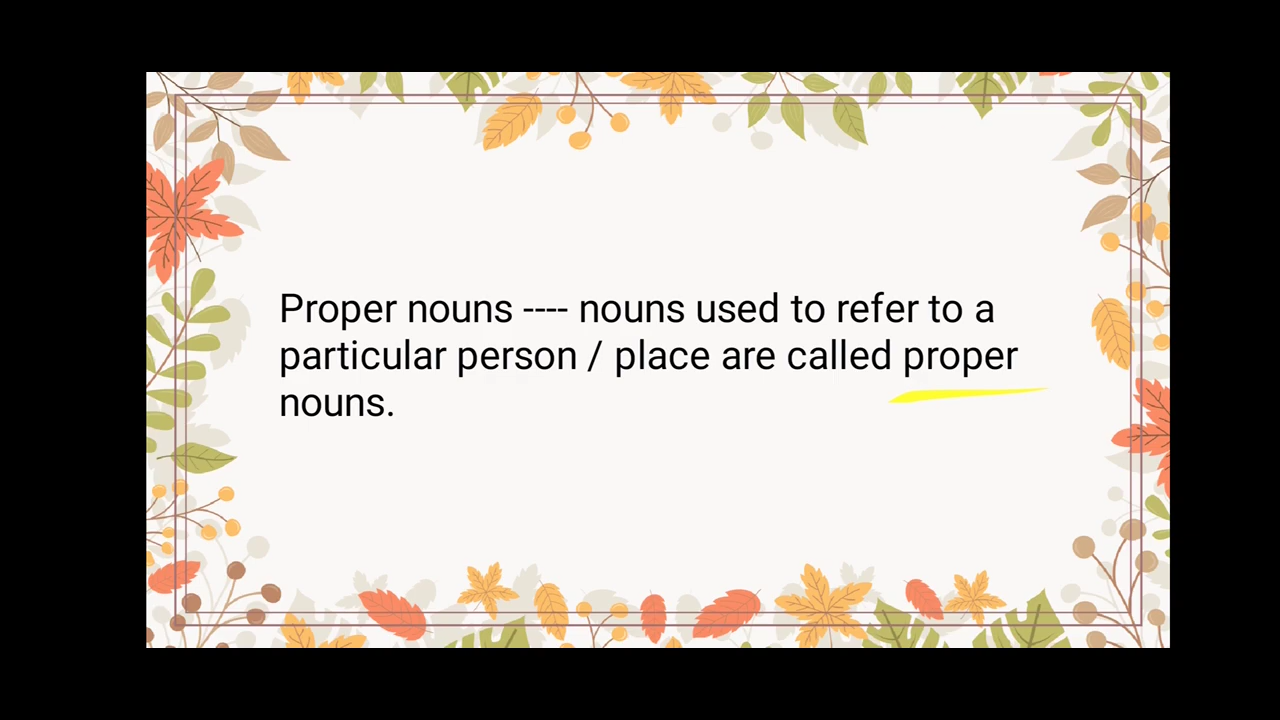 Proper nouns ---- nouns used to refer to a
particular person / place are called proper
nouns.